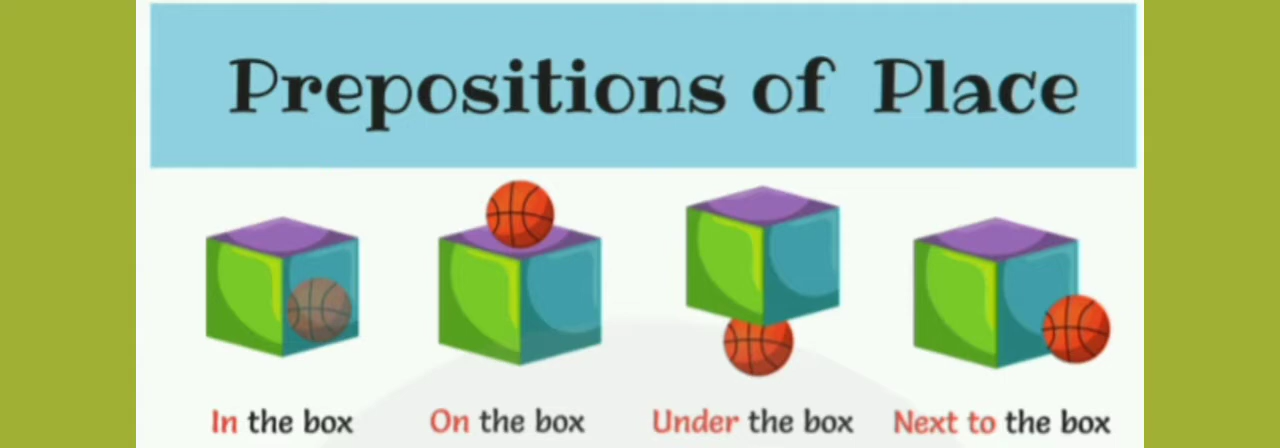 Prepositions of Place
In the box
On the box
Under the box
Next to the box